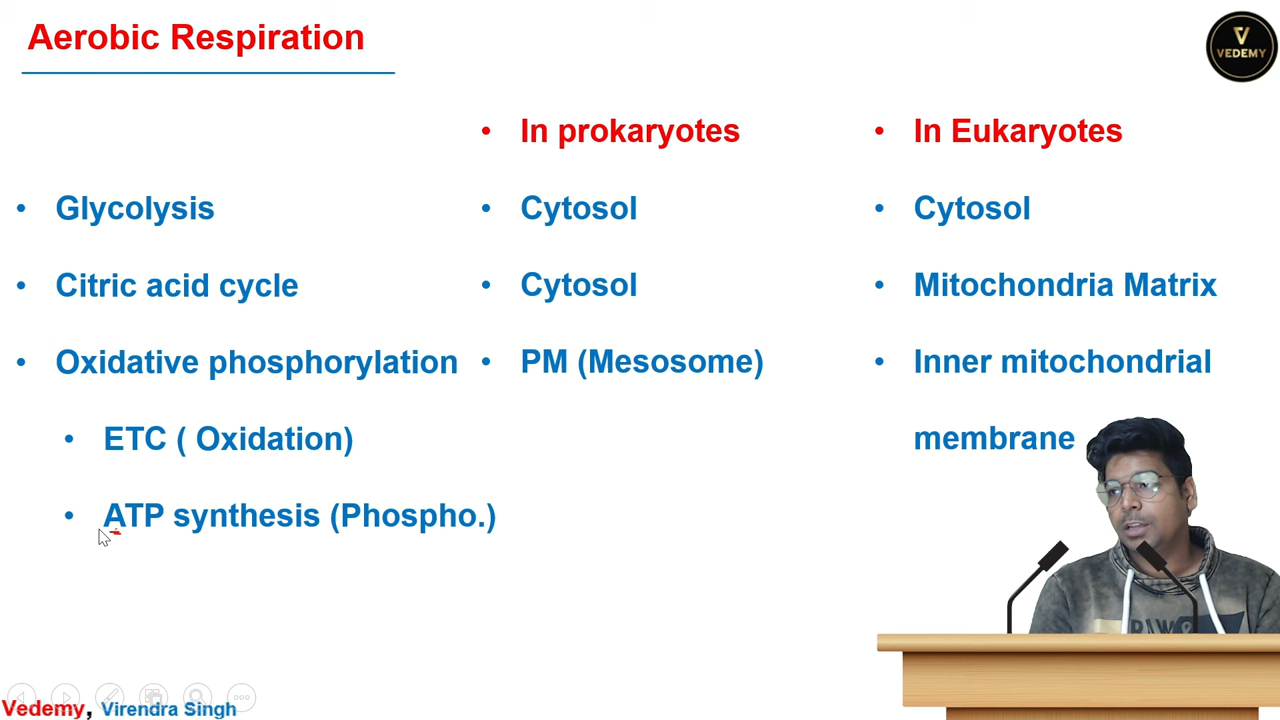 Aerobic Respiration
VEDEMY
• In prokaryotes
• In Eukaryotes
• Glycolysis
• Cytosol
• Cytosol
• Citric acid cycle
• Cytosol
• Mitochondria Matrix
• Oxidative phosphorylation
• PM (Mesosome)
• Inner mitochondrial
membrane
• ETC ( Oxidation)
• ATP synthesis (Phospho.)
Vedemy, Virendra Singh